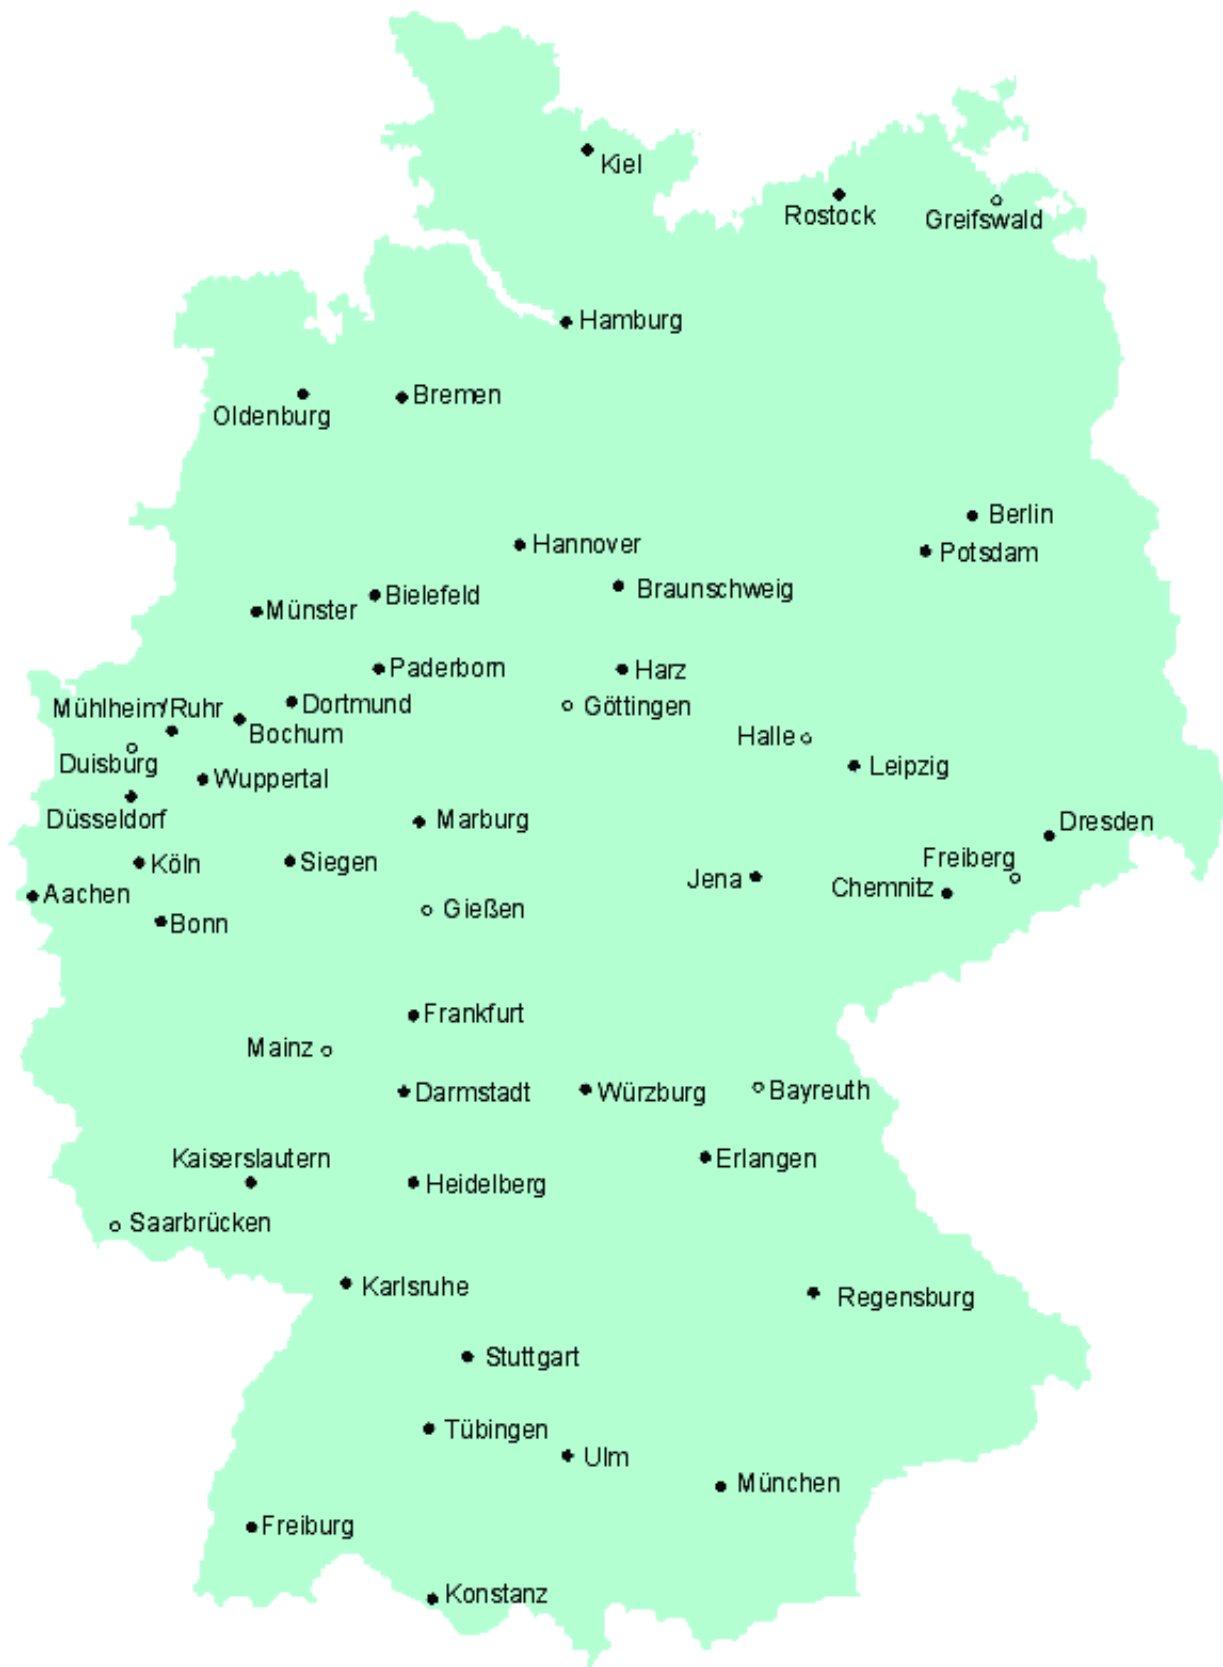 Kiel
Rostock
Greifswald
Hamburg
Bremen
Oldenburg
Berlin
Hannover
Potsdam
Braunschweig
Bielefeld
Münster
Paderborn
Harz
Dortmund
Göttingen
Mühlheim/Ruhr
Bochum
Halle
Duisburg
Leipzig
Wuppertal
Düsseldorf
Marburg
Dresden
Köln
Siegen
Freiberg
Jena
Chemnitz
Aachen
Gießen
Bonn
Frankfurt
Mainz
Darmstadt
Würzburg
Bayreuth
Kaiserslautern
Erlangen
Heidelberg
Saarbrücken
Karlsruhe
Regensburg
Stuttgart
Tübingen
Ulm
München
Freiburg
Konstanz